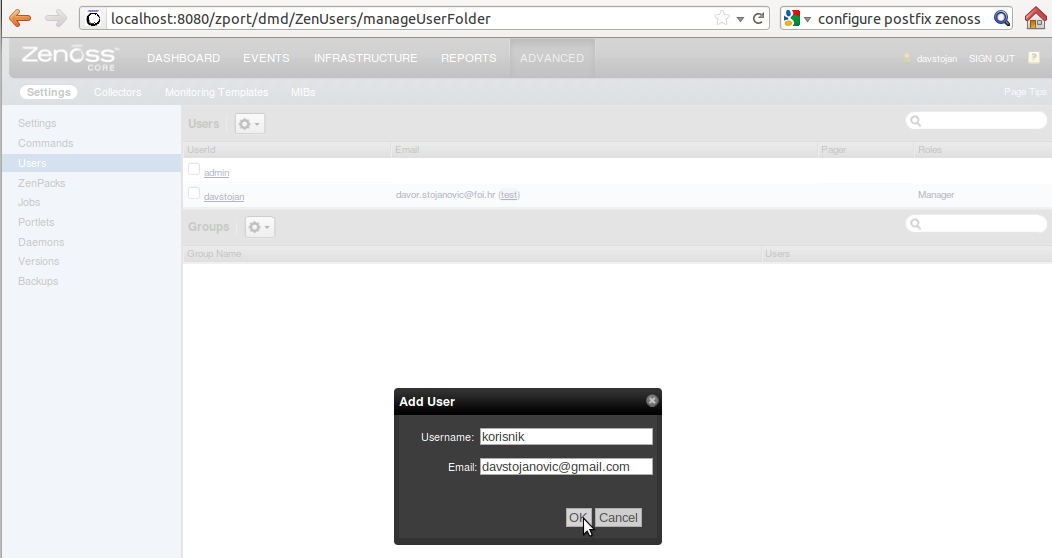 localhost:8080/zport/dmd/ZenUsers/manageUserFolder configure postfix zenoss
Zenoss CORE DASHBOARD EVENTS INFRASTRUCTURE REPORTS ADVANCED davstojan SIGN OUT ?
Settings Collectors Monitoring Templates MIBs Page Tips
Settings
Commands
Users
ZenPacks
Jobs
Portlets
Daemons
Versions
Backups
Users
UserId Email Pager Roles
admin
davstojan davor.stojanovic@foi.hr (test) Manager
Groups
Group Name Users
Add User
Username: korisnik
Email: davstojanovic@gmail.com
OK Cancel